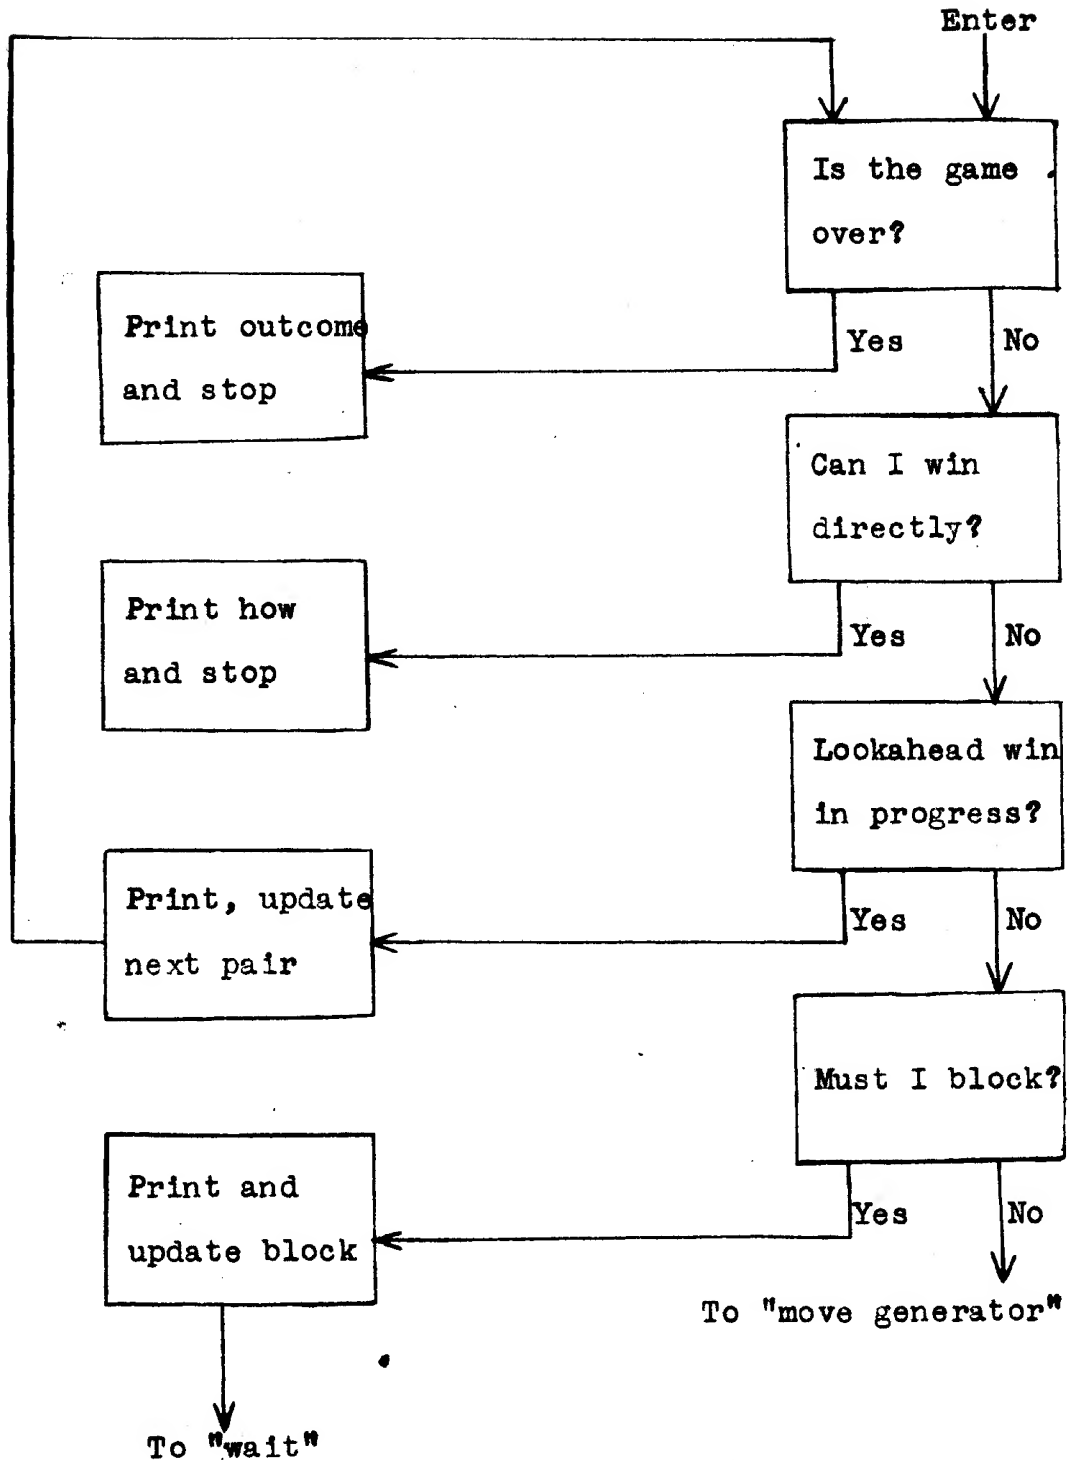 Enter
Is the game
over?
Yes
No
Print outcome
and stop
Can I win
directly?
Yes
No
Print how
and stop
Lookahead win
in progress?
Yes
No
Print, update
next pair
Must I block?
Yes
No
Print and
update block
To "move generator"
To "wait"